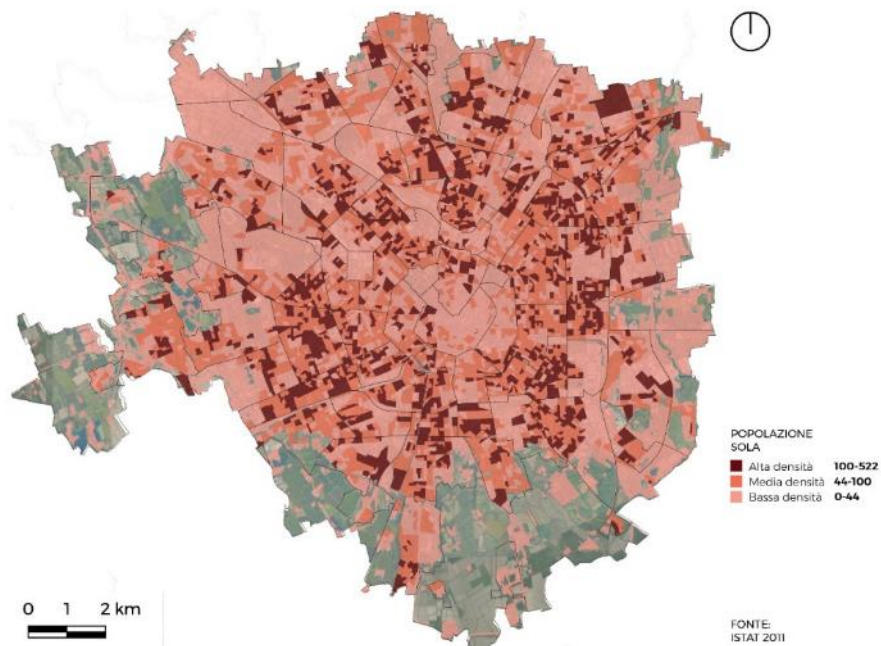 POPOLAZIONE
SOLA
Alta densità 100-522
Media densità 44-100
Bassa densità 0-44
0 1 2 km
FONTE:
ISTAT 2011